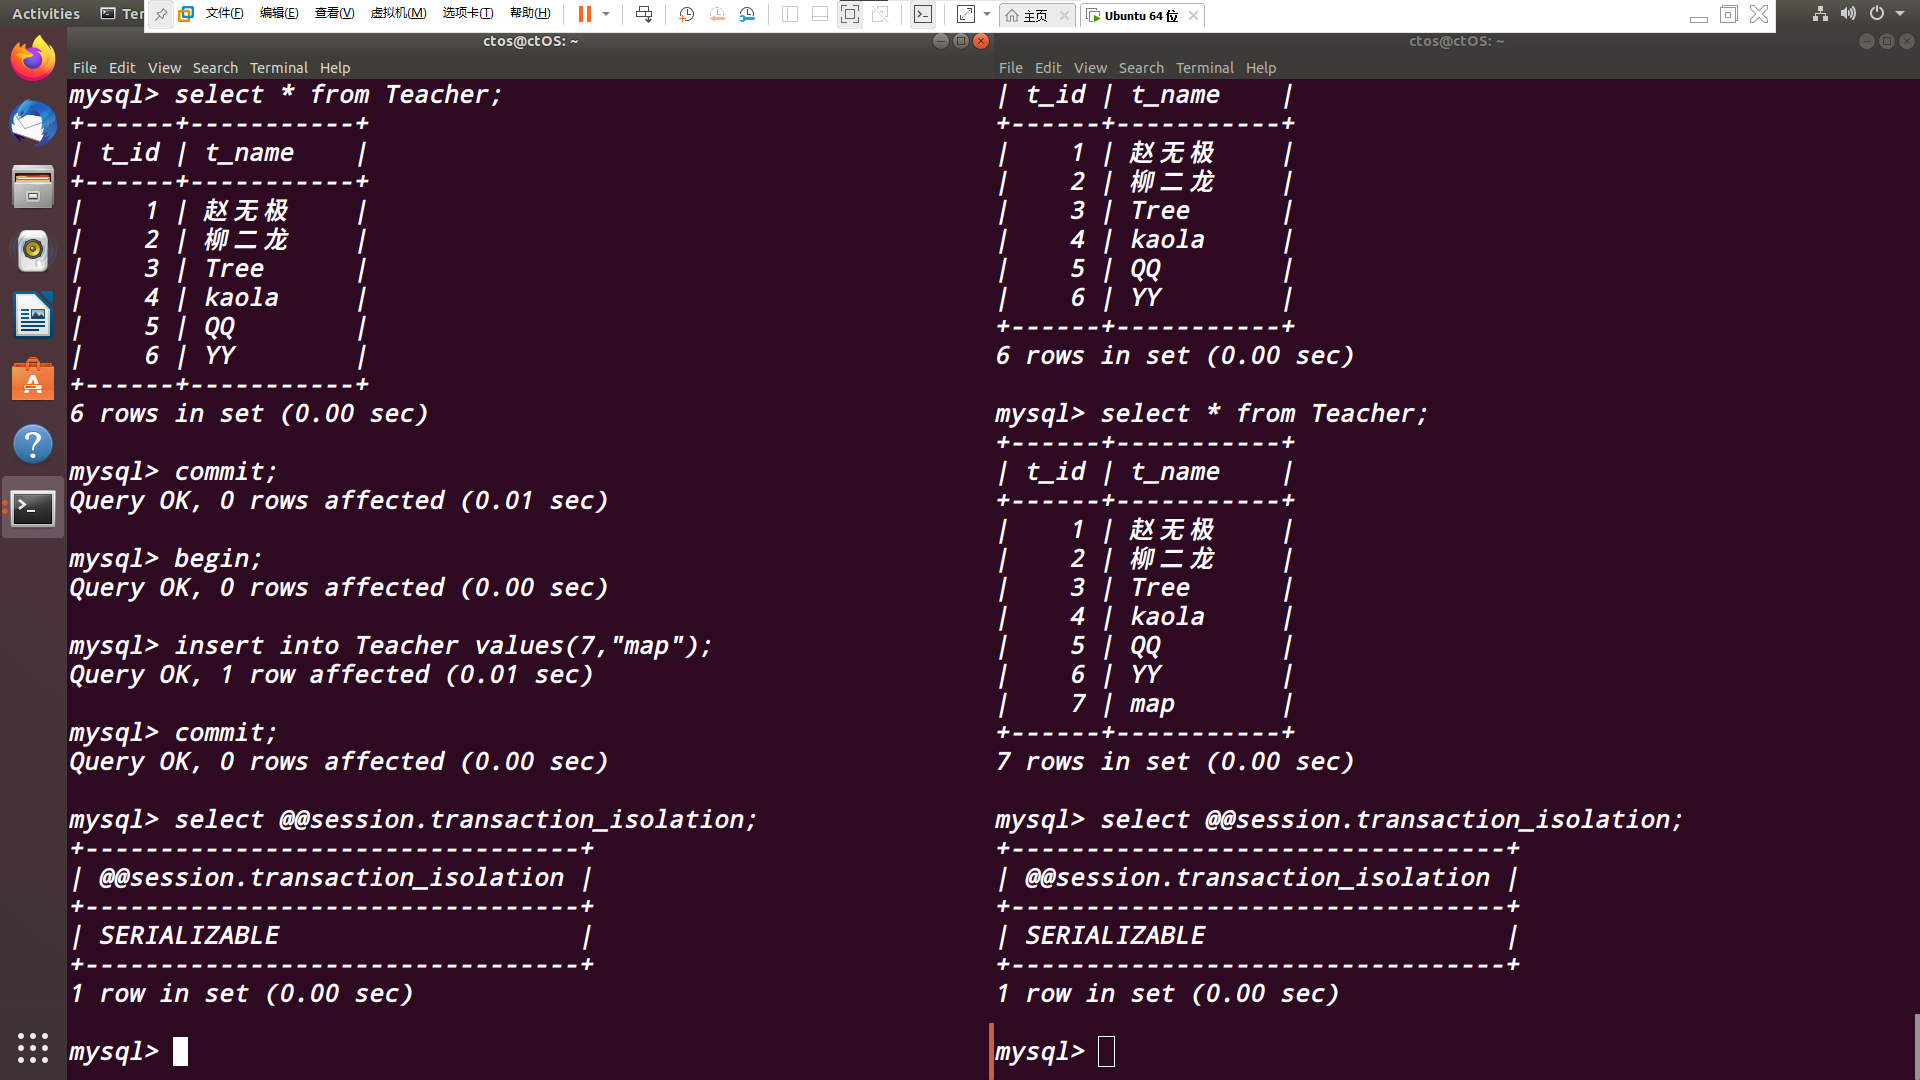 Activities
Ter
文件(F) 编辑(E) 查看(V) 虚拟机(M) 选项卡(T) 帮助(H)
主页
Ubuntu 64 位
ctos@ctOS: ~
File Edit View Search Terminal Help
mysql> select * from Teacher;
+------+-----------+
| t_id | t_name    |
+------+-----------+
|    1 | 赵无极    |
|    2 | 柳二龙    |
|    3 | Tree      |
|    4 | kaola     |
|    5 | QQ        |
|    6 | YY        |
+------+-----------+
6 rows in set (0.00 sec)
mysql> commit;
Query OK, 0 rows affected (0.01 sec)
mysql> begin;
Query OK, 0 rows affected (0.00 sec)
mysql> insert into Teacher values(7,"map");
Query OK, 1 row affected (0.01 sec)
mysql> commit;
Query OK, 0 rows affected (0.00 sec)
mysql> select @@session.transaction_isolation;
+---------------------------------+
| @@session.transaction_isolation |
+---------------------------------+
| SERIALIZABLE                    |
+---------------------------------+
1 row in set (0.00 sec)
mysql>
ctos@ctOS: ~
File Edit View Search Terminal Help
| t_id | t_name    |
+------+-----------+
|    1 | 赵无极    |
|    2 | 柳二龙    |
|    3 | Tree      |
|    4 | kaola     |
|    5 | QQ        |
|    6 | YY        |
+------+-----------+
6 rows in set (0.00 sec)
mysql> select * from Teacher;
+------+-----------+
| t_id | t_name    |
+------+-----------+
|    1 | 赵无极    |
|    2 | 柳二龙    |
|    3 | Tree      |
|    4 | kaola     |
|    5 | QQ        |
|    6 | YY        |
|    7 | map       |
+------+-----------+
7 rows in set (0.00 sec)
mysql> select @@session.transaction_isolation;
+---------------------------------+
| @@session.transaction_isolation |
+---------------------------------+
| SERIALIZABLE                    |
+---------------------------------+
1 row in set (0.00 sec)
mysql>